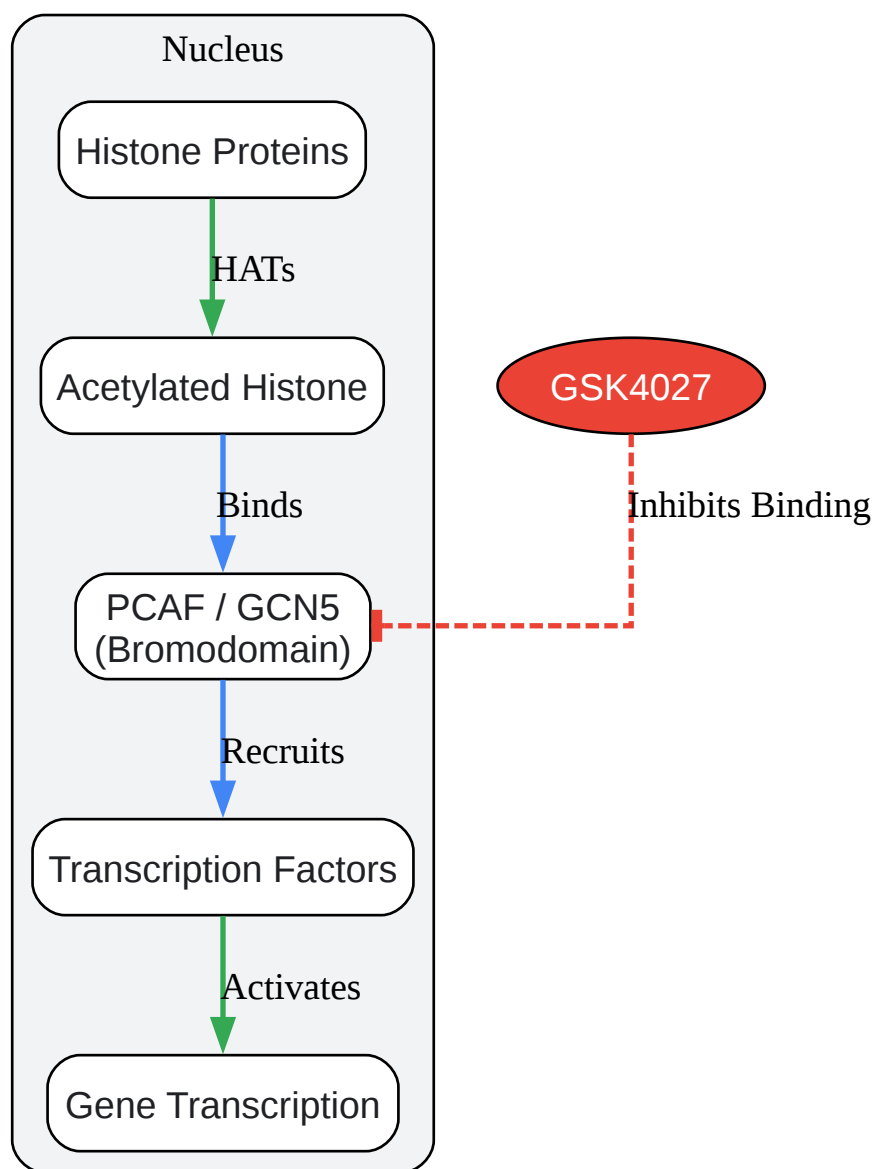 Nucleus
Histone Proteins
HATs
Acetylated Histone
GSK4027
Binds
Inhibits Binding
PCAF / GCN5
(Bromodomain)
Recruits
Transcription Factors
Activates
Gene Transcription